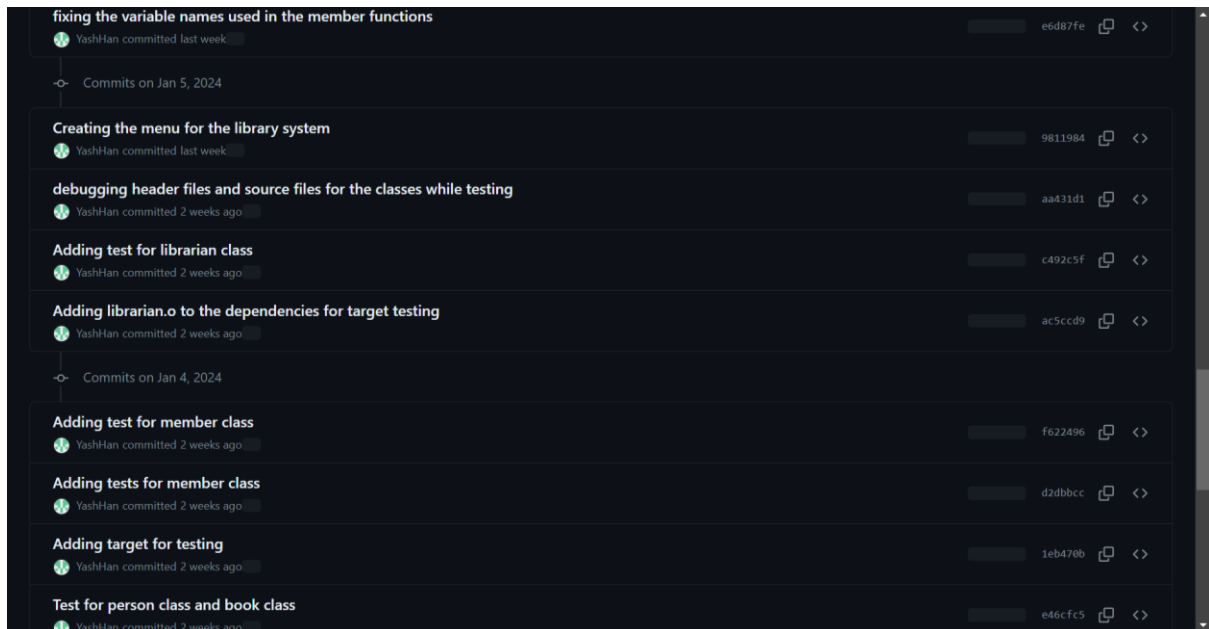 fixing the variable names used in the member functions
YashHan committed last week
e6d87fe
Commits on Jan 5, 2024
Creating the menu for the library system
YashHan committed last week
9811984
debugging header files and source files for the classes while testing
YashHan committed 2 weeks ago
aa431d1
Adding test for librarian class
YashHan committed 2 weeks ago
c492c5f
Adding librarian.o to the dependencies for target testing
YashHan committed 2 weeks ago
ac5ccd9
Commits on Jan 4, 2024
Adding test for member class
YashHan committed 2 weeks ago
f622496
Adding tests for member class
YashHan committed 2 weeks ago
d2dbbcc
Adding target for testing
YashHan committed 2 weeks ago
1eb470b
Test for person class and book class
YashHan committed 2 weeks ago
e46cfc5